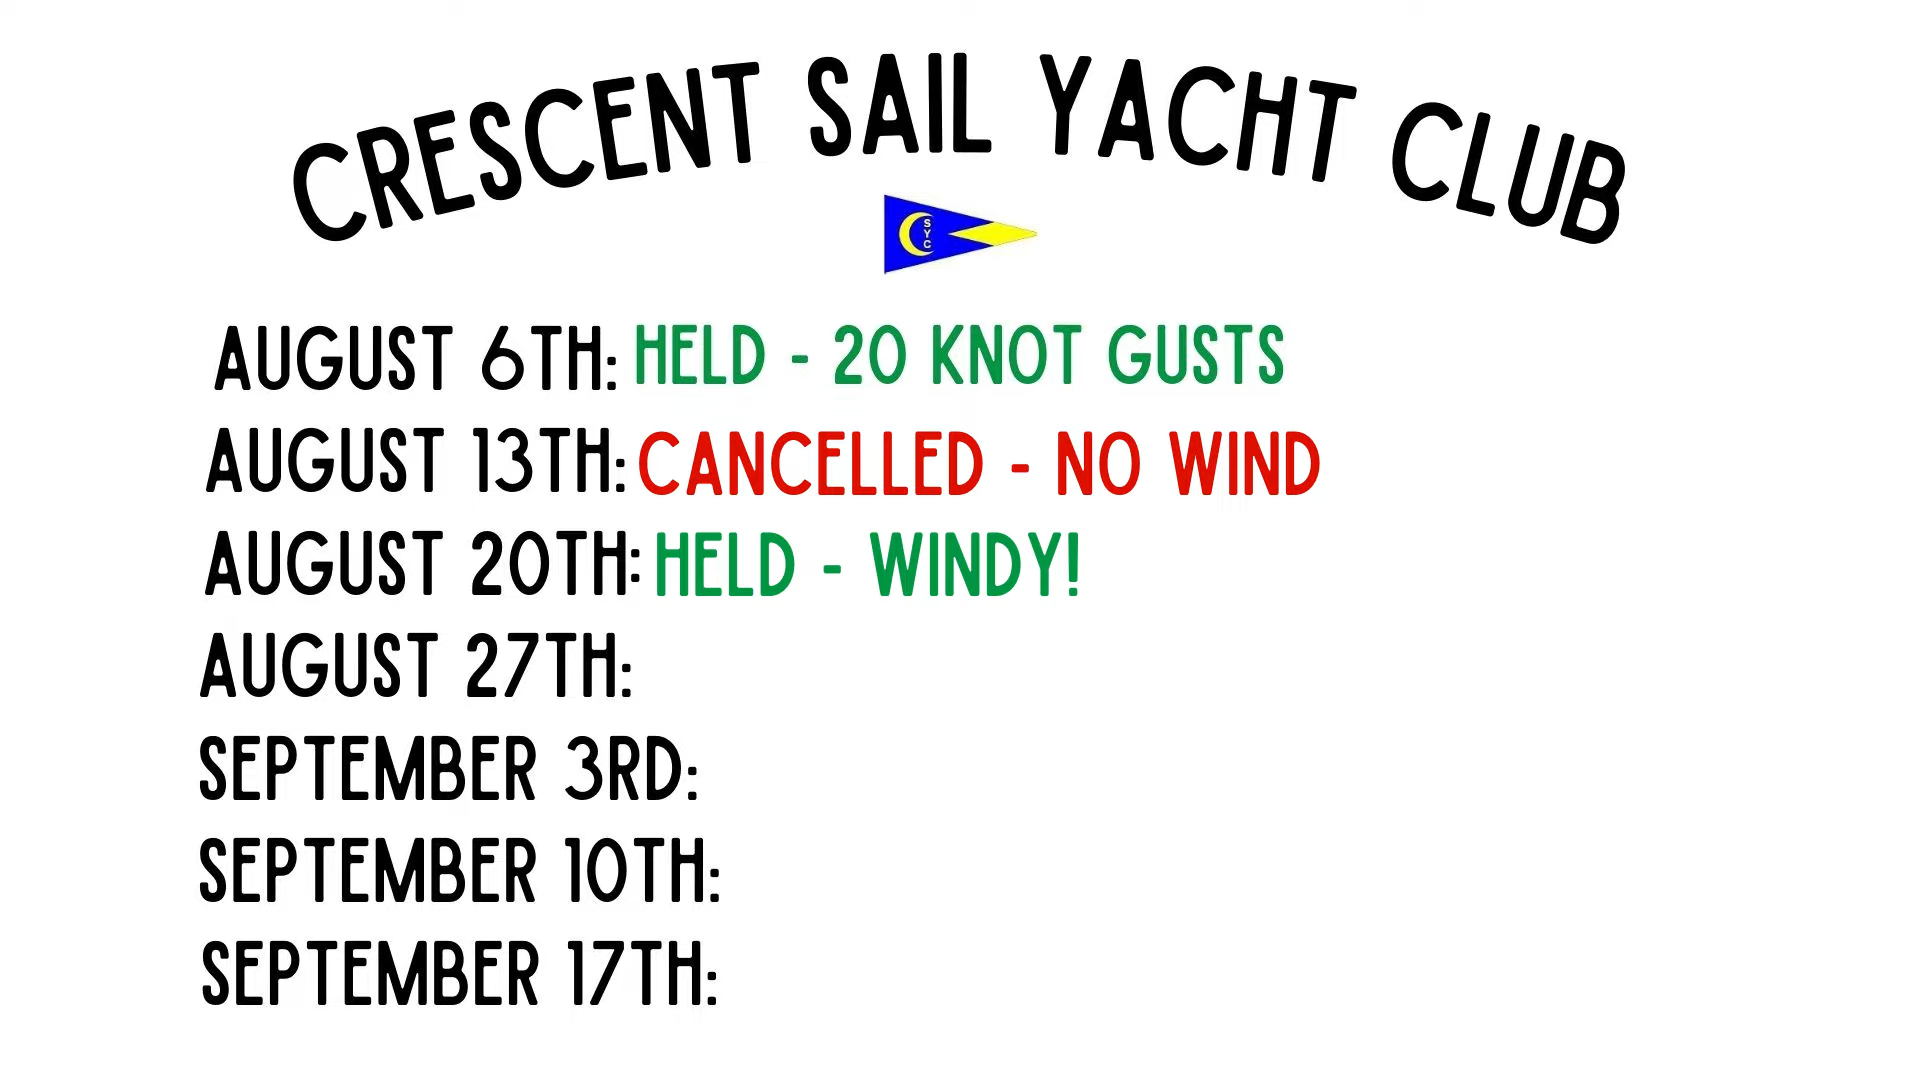 CRESCENT SAIL YACHT CLUB
S
Y
C
AUGUST 6TH: HELD - 20 KNOT GUSTS
AUGUST 13TH: CANCELLED - NO WIND
AUGUST 20TH: HELD - WINDY!
AUGUST 27TH:
SEPTEMBER 3RD:
SEPTEMBER 10TH:
SEPTEMBER 17TH: